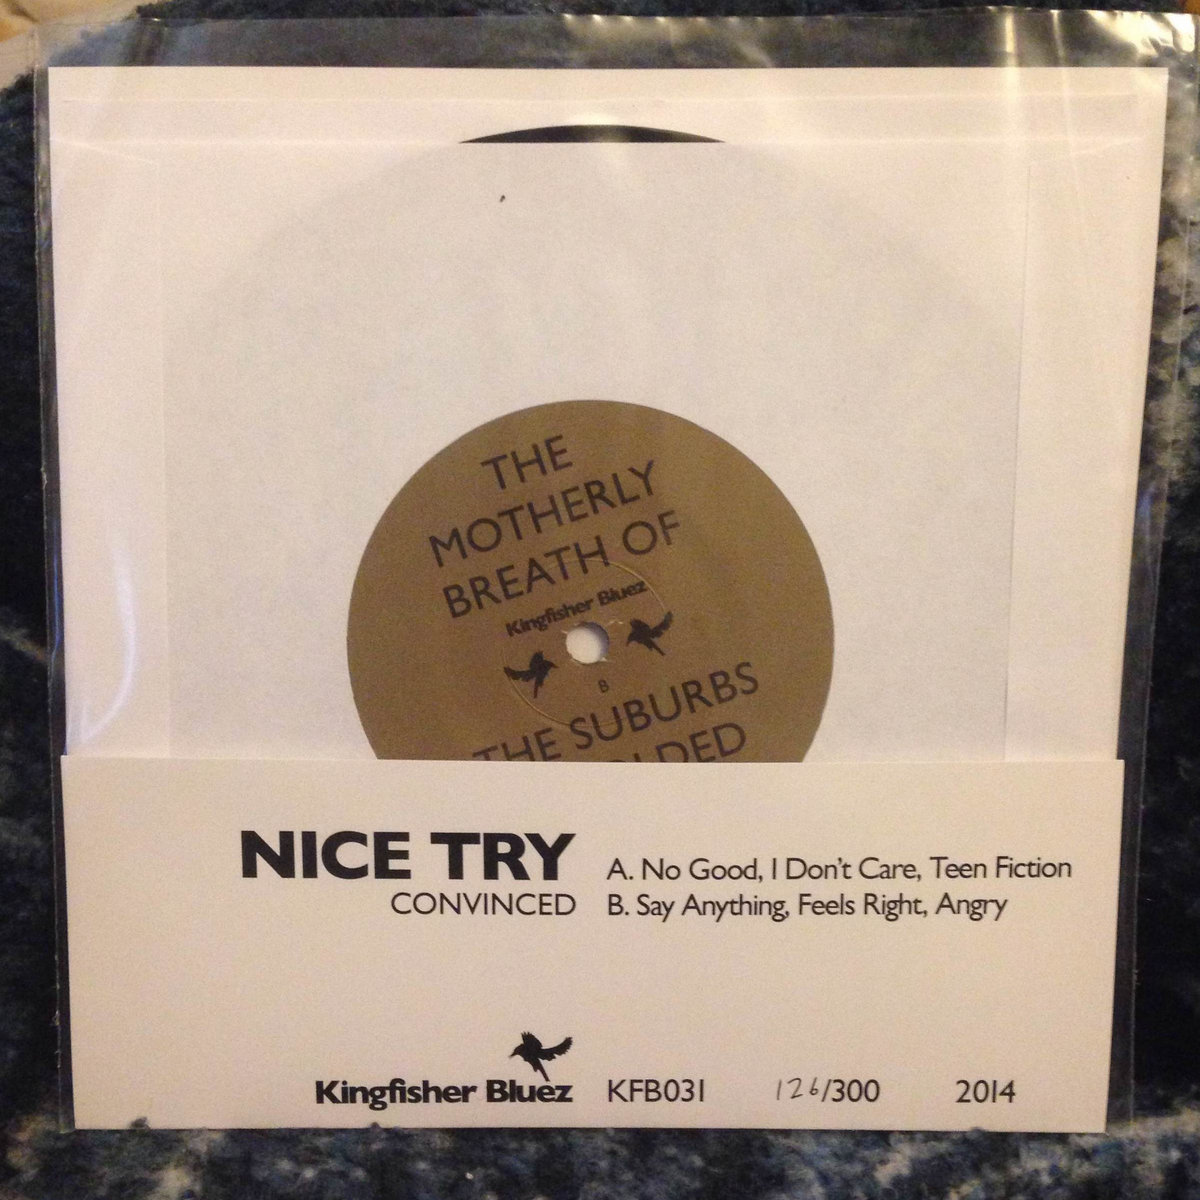 THE
MOTHERLY
BREATH OF
Kingfisher Bluez
B
THE SUBURBS
NICE TRY
CONVINCED
A. No Good, I Don't Care, Teen Fiction
B. Say Anything, Feels Right, Angry
Kingfisher Bluez KFB031 126/300 2014